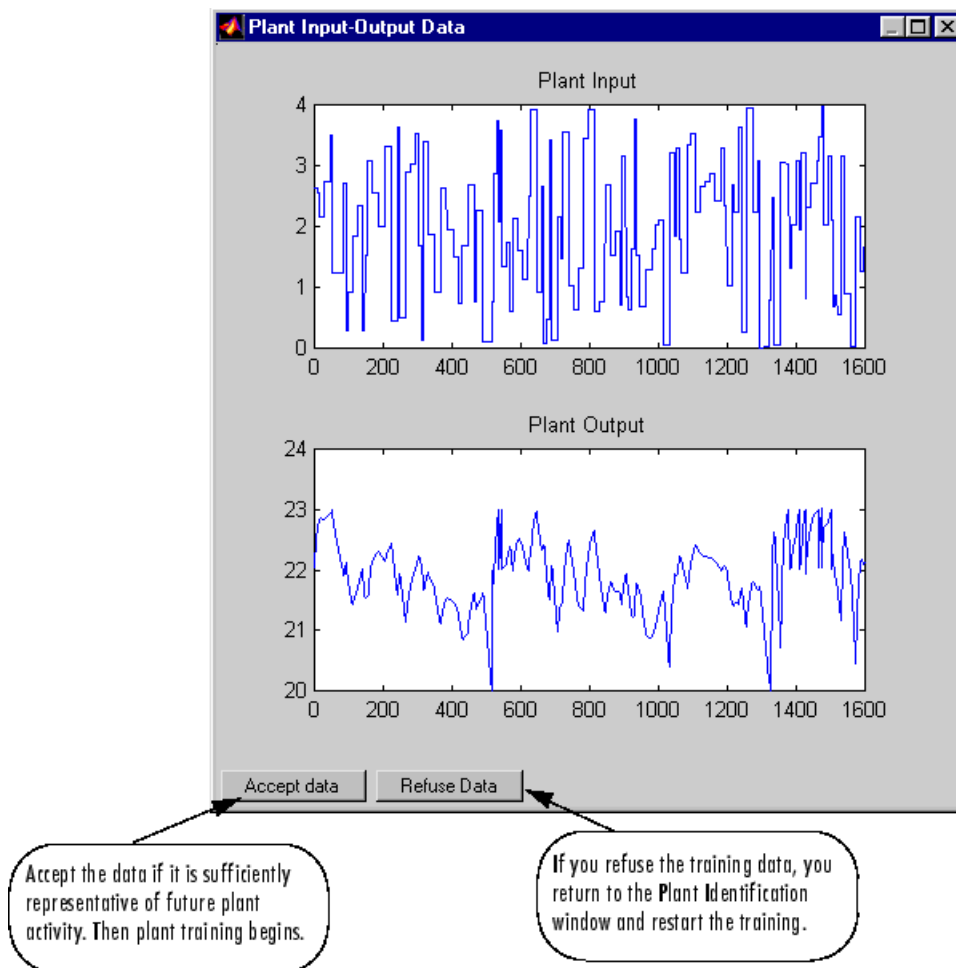 Plant Input-Output Data
Plant Input
4
3
2
1
0
0 200 400 600 800 1000 1200 1400 1600
Plant Output
24
23
22
21
20
0 200 400 600 800 1000 1200 1400 1600
Accept data Refuse Data
Accept the data if it is sufficiently
representative of future plant
activity. Then plant training begins.
If you refuse the training data, you
return to the Plant Identification
window and restart the training.